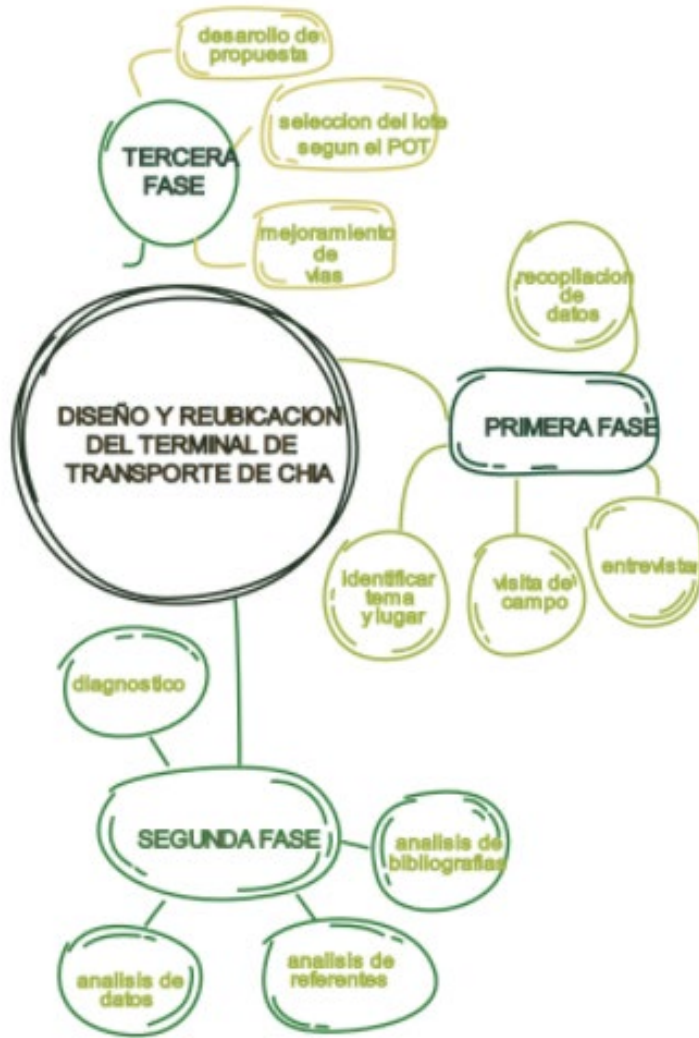 desarollo de
propuesta
seleccion del lote
segun el POT
TERCERA
FASE
mejoramiento
de
vias
recopilacion
de
datos
DISEÑO Y REUBICACION
DEL TERMINAL DE
TRANSPORTE DE CHIA
PRIMERA FASE
identificar
tema
y lugar
visita de
campo
entrevistas
diagnostico
SEGUNDA FASE
analisis de
bibliografias
analisis de
datos
analisis de
referentes